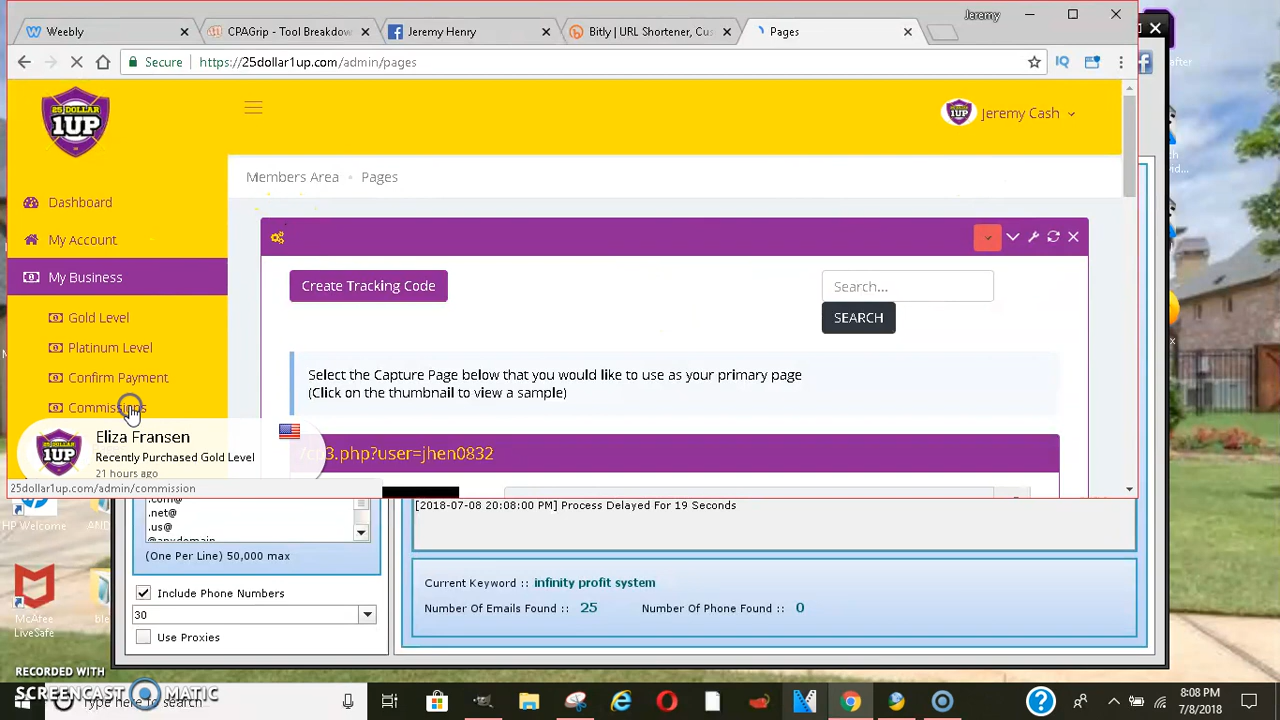 Jeremy
Weebly
CPAGrip - Tool Breakdow
Jeremy Henry
Bitly | URL Shortener, Cus
Pages
Secure
https://25dollar1up.com/admin/pages
25 DOLLAR
1UP
Jeremy Cash
Members Area • Pages
Dashboard
My Account
My Business
Gold Level
Platinum Level
Confirm Payment
Commissions
Create Tracking Code
Search...
SEARCH
Select the Capture Page below that you would like to use as your primary page
(Click on the thumbnail to view a sample)
/cp3.php?user=jhen0832
1UP
Eliza Fransen
Recently Purchased Gold Level
21 hours ago
25dollar1up.com/admin/commission
[2018-07-08 20:08:00 PM] Process Delayed For 19 Seconds
.com@
.net@
.us@
@anydomain
(One Per Line) 50,000 max
Include Phone Numbers
30
Use Proxies
Current Keyword :: infinity profit system
Number Of Emails Found :: 25
Number Of Phone Found :: 0
HP Welcome
McAfee
LiveSafe
RECORDED WITH
SCREENCAST MATIC
Type here to search
8:08 PM
7/8/2018